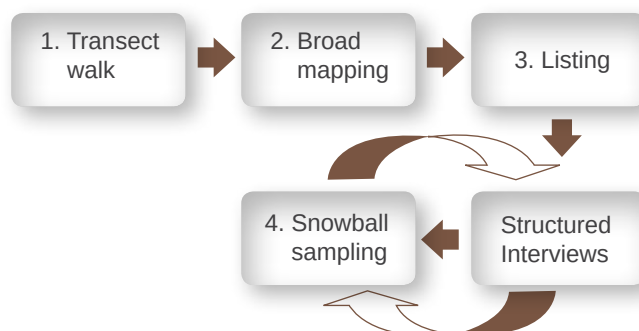 1. Transect
walk
2. Broad
mapping
3. Listing
4. Snowball
sampling
Structured
Interviews